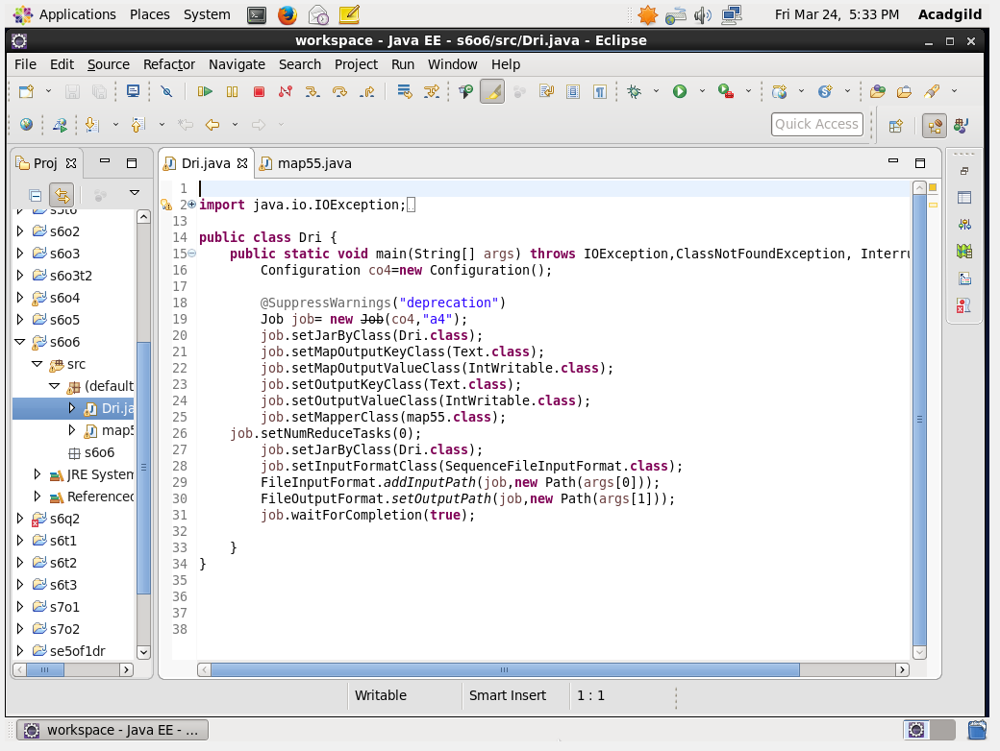 Applications Places System Fri Mar 24, 5:33 PM Acadgild
workspace - Java EE - s6o6/src/Dri.java - Eclipse
File Edit Source Refactor Navigate Search Project Run Window Help
Quick Access
Proj
s5t6
s6o2
s6o3
s6o3t2
s6o4
s6o5
s6o6
src
(default
Dri.ja
map5
s6o6
JRE System
Referenced
s6q2
s6t1
s6t2
s6t3
s7o1
s7o2
se5of1dr
Dri.java map55.java
1
2 import java.io.IOException;
13
14 public class Dri {
15 public static void main(String[] args) throws IOException,ClassNotFoundException, Interru
16 Configuration co4=new Configuration();
17
18 @SuppressWarnings("deprecation")
19 Job job= new Job(co4,"a4");
20 job.setJarByClass(Dri.class);
21 job.setMapOutputKeyClass(Text.class);
22 job.setMapOutputValueClass(IntWritable.class);
23 job.setOutputKeyClass(Text.class);
24 job.setOutputValueClass(IntWritable.class);
25 job.setMapperClass(map55.class);
26 job.setNumReduceTasks(0);
27 job.setJarByClass(Dri.class);
28 job.setInputFormatClass(SequenceFileInputFormat.class);
29 FileInputFormat.addInputPath(job,new Path(args[0]));
30 FileOutputFormat.setOutputPath(job,new Path(args[1]));
31 job.waitForCompletion(true);
32
33 }
34 }
35
36
37
38
Writable Smart Insert 1 : 1
workspace - Java EE - ...